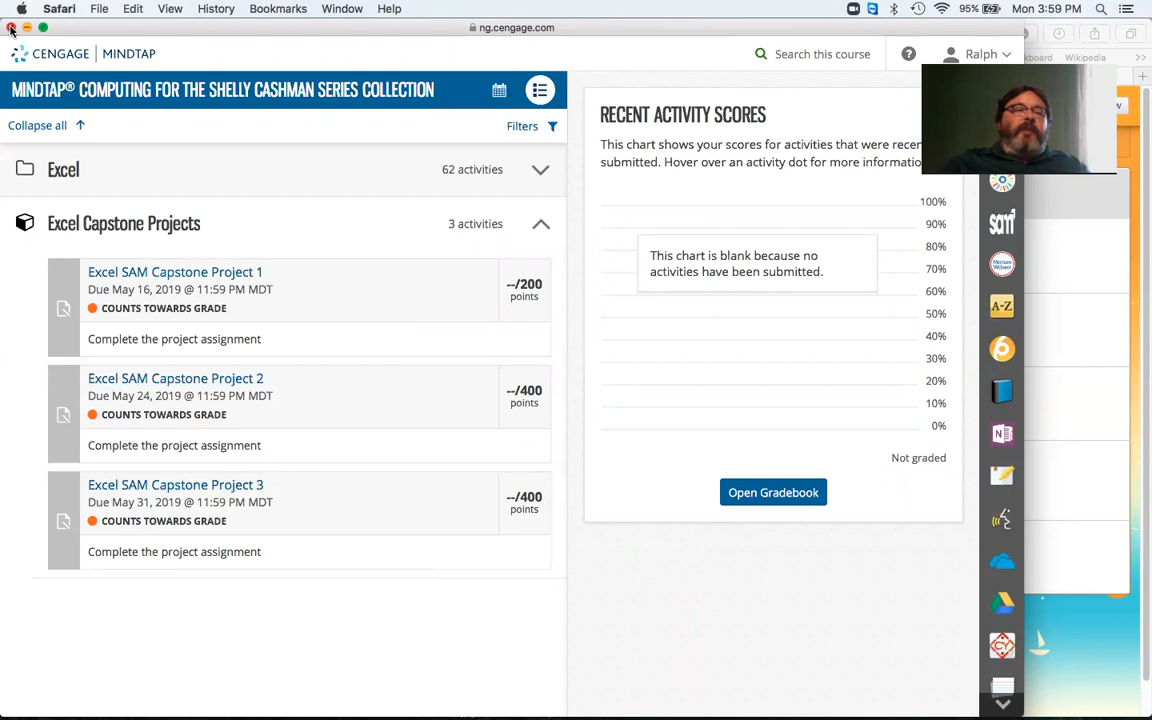 Safari File Edit View History Bookmarks Window Help
95% Mon 3:59 PM
ng.cengage.com
CENGAGE | MINDTAP
Search this course
Ralph
Wikipedia
MINDTAP® COMPUTING FOR THE SHELLY CASHMAN SERIES COLLECTION
Collapse all
Filters
Excel
62 activities
Excel Capstone Projects
3 activities
Excel SAM Capstone Project 1
Due May 16, 2019 @ 11:59 PM MDT
COUNTS TOWARDS GRADE
--/200
points
Complete the project assignment
Excel SAM Capstone Project 2
Due May 24, 2019 @ 11:59 PM MDT
COUNTS TOWARDS GRADE
--/400
points
Complete the project assignment
Excel SAM Capstone Project 3
Due May 31, 2019 @ 11:59 PM MDT
COUNTS TOWARDS GRADE
--/400
points
Complete the project assignment
RECENT ACTIVITY SCORES
This chart shows your scores for activities that were
submitted. Hover over an activity dot for more
This chart is blank because no
activities have been submitted.
100%
90%
80%
70%
60%
50%
40%
30%
20%
10%
0%
Not graded
Open Gradebook
sam
A-Z
N